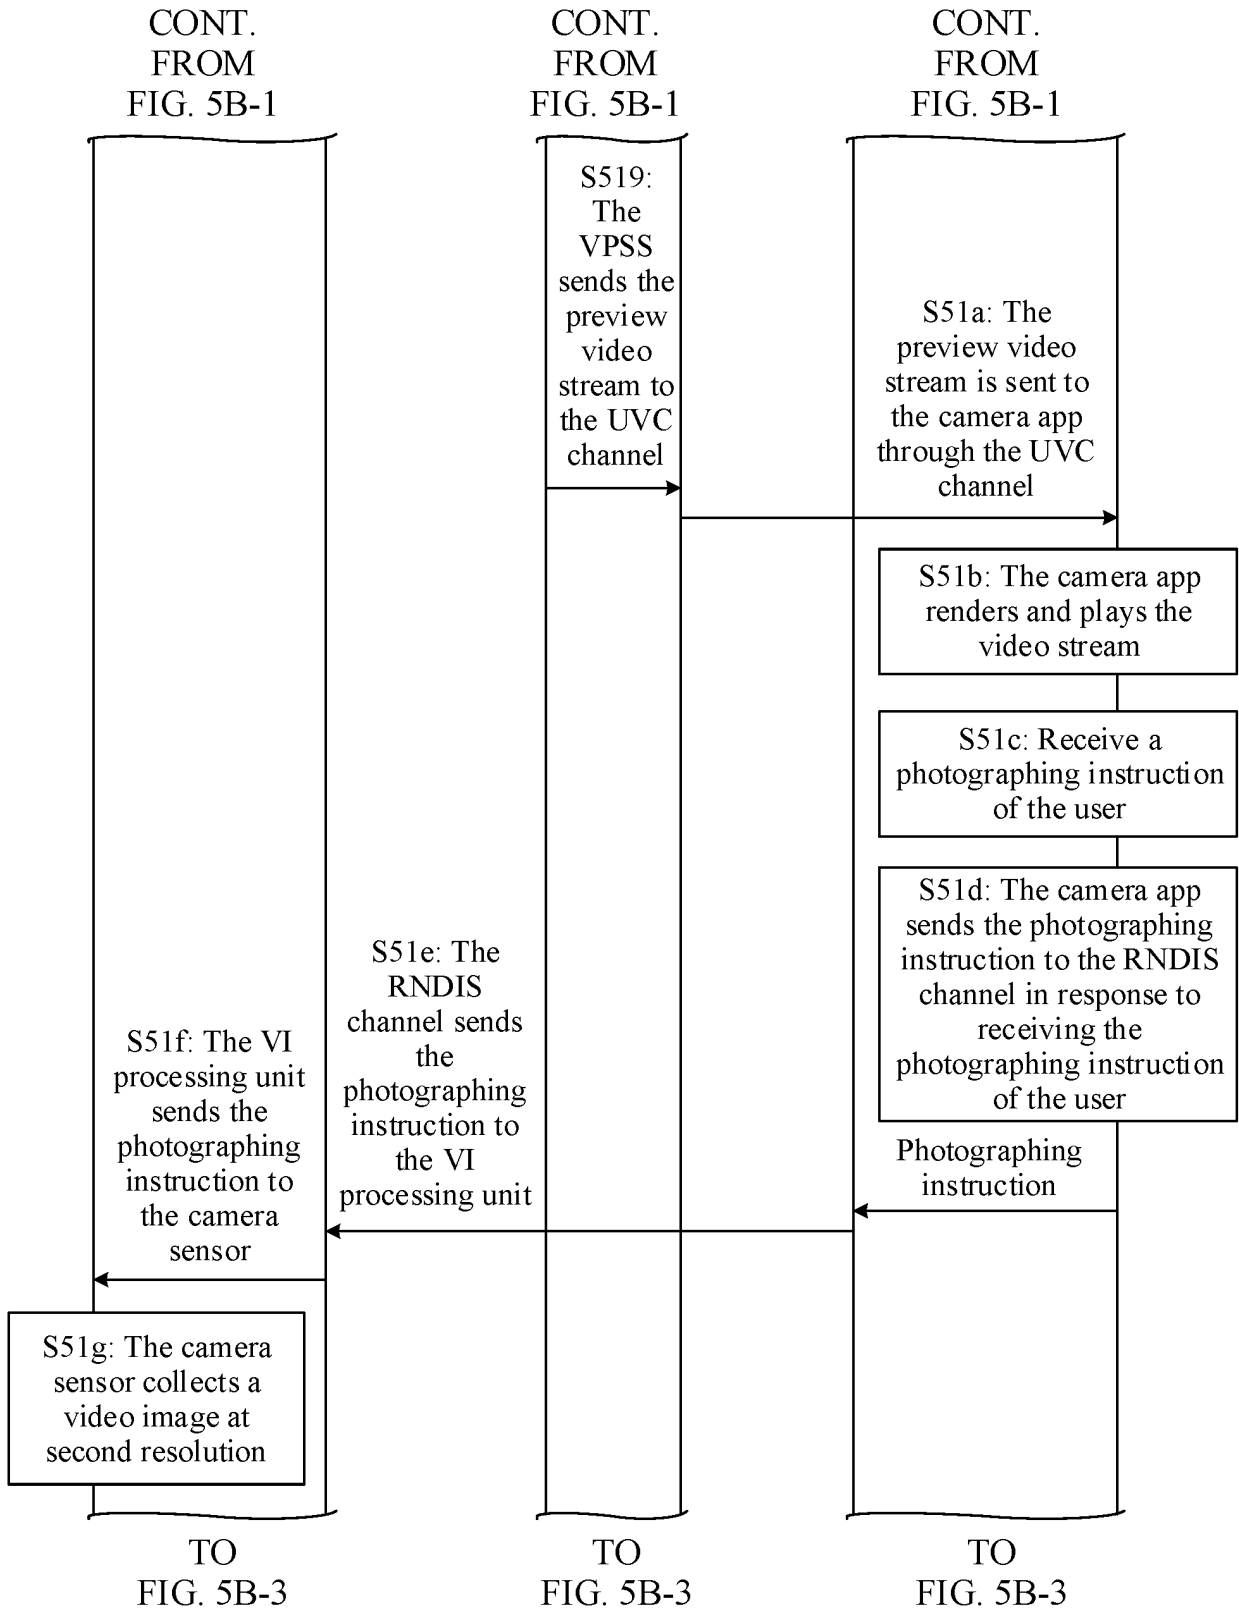 CONT.
FROM
FIG. 5B-1
CONT.
FROM
FIG. 5B-1
CONT.
FROM
FIG. 5B-1
S519:
The
VPSS
sends the
preview
video
stream to
the UVC
channel
S51a: The
preview video
stream is sent to
the camera app
through the UVC
channel
S51b: The camera app
renders and plays the
video stream
S51c: Receive a
photographing instruction
of the user
S51d: The camera app
sends the photographing
instruction to the RNDIS
channel in response to
receiving the
photographing instruction
of the user
Photographing
instruction
S51e: The
RNDIS
channel sends
the
photographing
instruction to
the VI
processing unit
S51f: The VI
processing unit
sends the
photographing
instruction to
the camera
sensor
S51g: The camera
sensor collects a
video image at
second resolution
TO
FIG. 5B-3
TO
FIG. 5B-3
TO
FIG. 5B-3